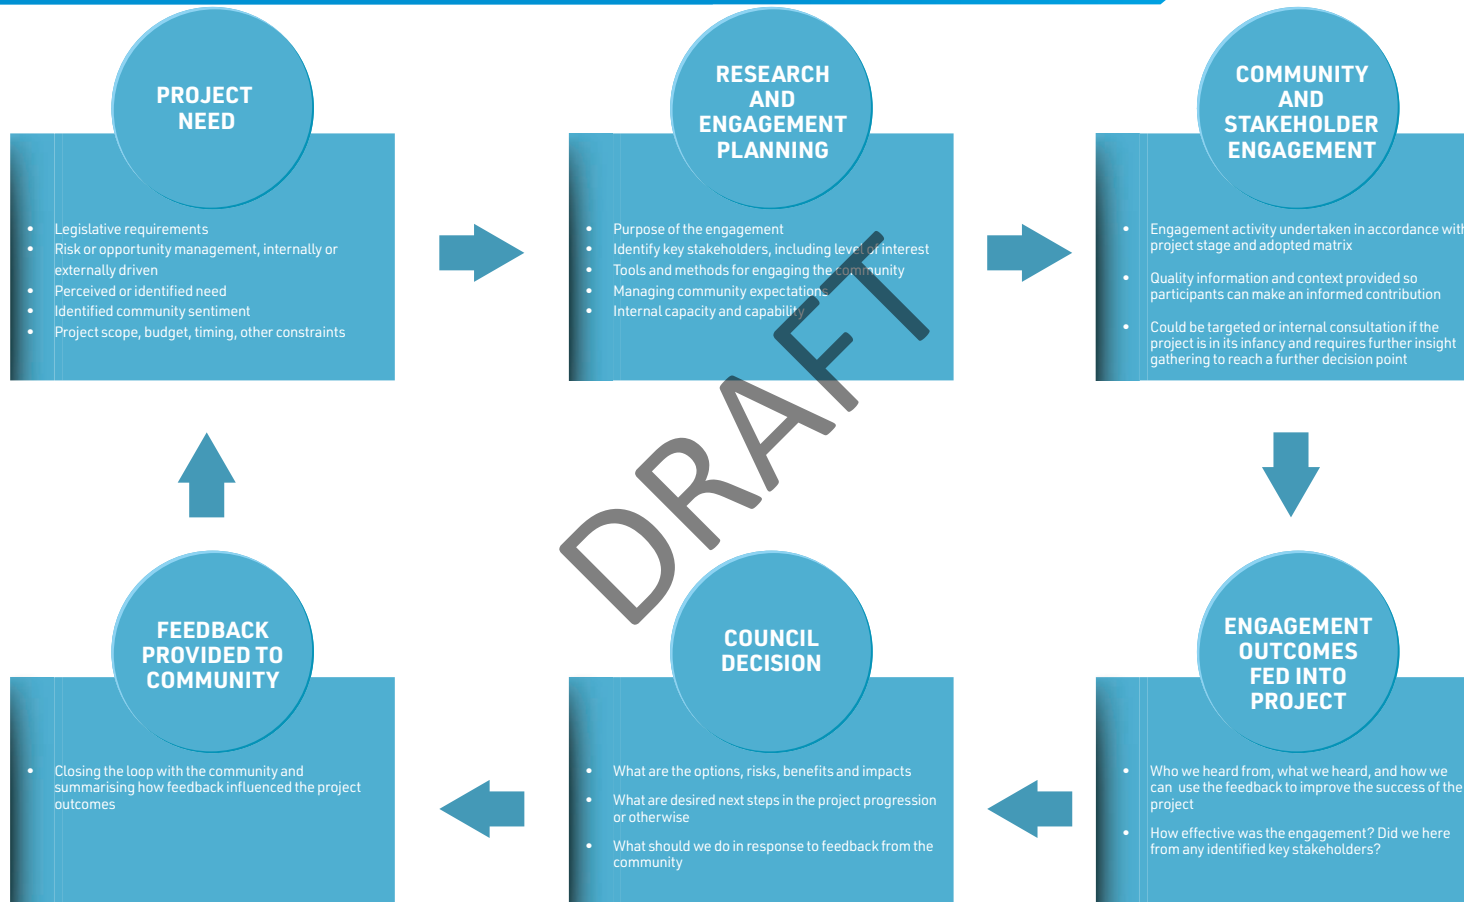 PROJECT
NEED
• Legislative requirements
• Risk or opportunity management, internally or
externally driven
• Perceived or identified need
• Identified community sentiment
• Project scope, budget, timing, other constraints
RESEARCH
AND
ENGAGEMENT
PLANNING
• Purpose of the engagement
• Identify key stakeholders, including level of interest
• Tools and methods for engaging the community
• Managing community expectations
• Internal capacity and capability
COMMUNITY
AND
STAKEHOLDER
ENGAGEMENT
• Engagement activity undertaken in accordance with
project stage and adopted matrix
• Quality information and context provided so
participants can make an informed contribution
• Could be targeted or internal consultation if the
project is in its infancy and requires further insight
gathering to reach a further decision point
DRAFT
ENGAGEMENT
OUTCOMES
FED INTO
PROJECT
• Who we heard from, what we heard, and how we
can use the feedback to improve the success of the
project
• How effective was the engagement? Did we here
from any identified key stakeholders?
COUNCIL
DECISION
• What are the options, risks, benefits and impacts
• What are desired next steps in the project progression
or otherwise
• What should we do in response to feedback from the
community
FEEDBACK
PROVIDED TO
COMMUNITY
• Closing the loop with the community and
summarising how feedback influenced the project
outcomes